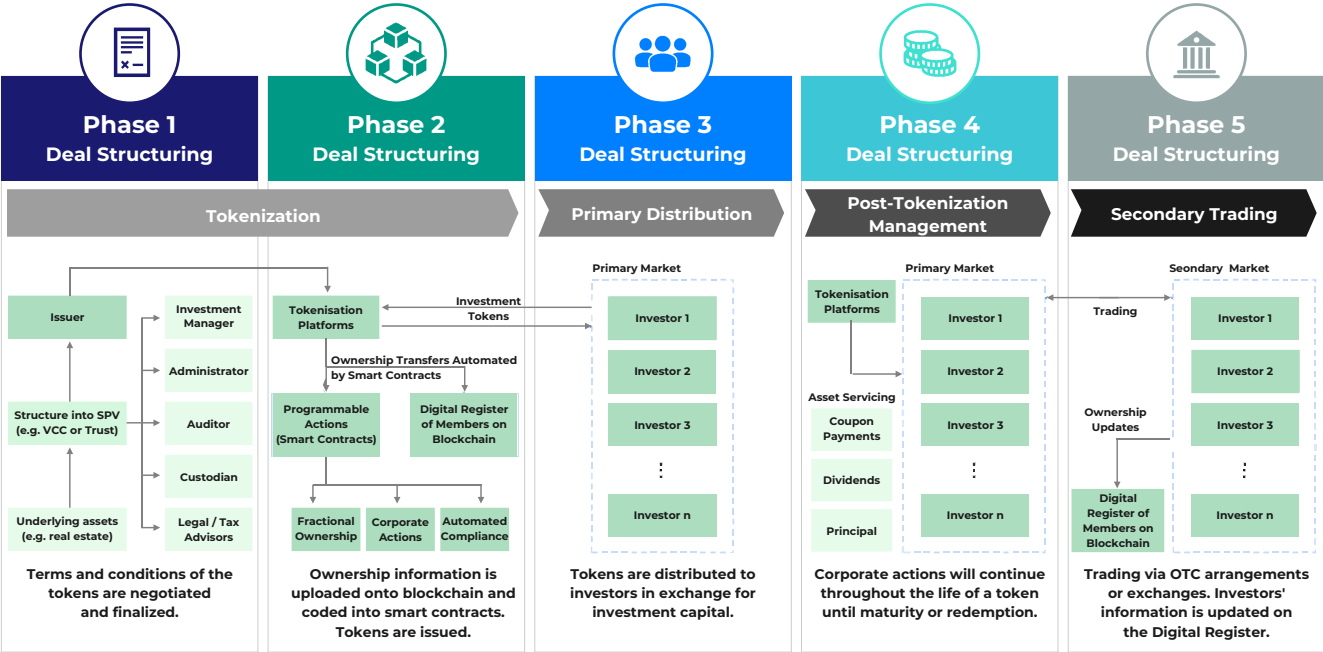 Phase 1
Deal Structuring
Phase 2
Deal Structuring
Phase 3
Deal Structuring
Phase 4
Deal Structuring
Phase 5
Deal Structuring
Tokenization
Primary Distribution
Post-Tokenization
Management
Secondary Trading
Issuer
Structure into SPV
(e.g. VCC or Trust)
Underlying assets
(e.g. real estate)
Investment
Manager
Administrator
Auditor
Custodian
Legal / Tax
Advisors
Terms and conditions of the
tokens are negotiated
and finalized.
Tokenisation
Platforms
Investment
Tokens
Ownership Transfers Automated
by Smart Contracts
Programmable
Actions
(Smart Contracts)
Digital Register
of Members on
Blockchain
Fractional
Ownership
Corporate
Actions
Automated
Compliance
Ownership information is
uploaded onto blockchain and
coded into smart contracts.
Tokens are issued.
Primary Market
Investor 1
Investor 2
Investor 3
⋮
Investor n
Tokens are distributed to
investors in exchange for
investment capital.
Tokenisation
Platforms
Asset Servicing
Coupon
Payments
Dividends
Principal
Primary Market
Investor 1
Investor 2
Investor 3
⋮
Investor n
Corporate actions will continue
throughout the life of a token
until maturity or redemption.
Trading
Ownership
Updates
Digital
Register of
Members on
Blockchain
Seondary Market
Investor 1
Investor 2
Investor 3
⋮
Investor n
Trading via OTC arrangements
or exchanges. Investors'
information is updated on
the Digital Register.